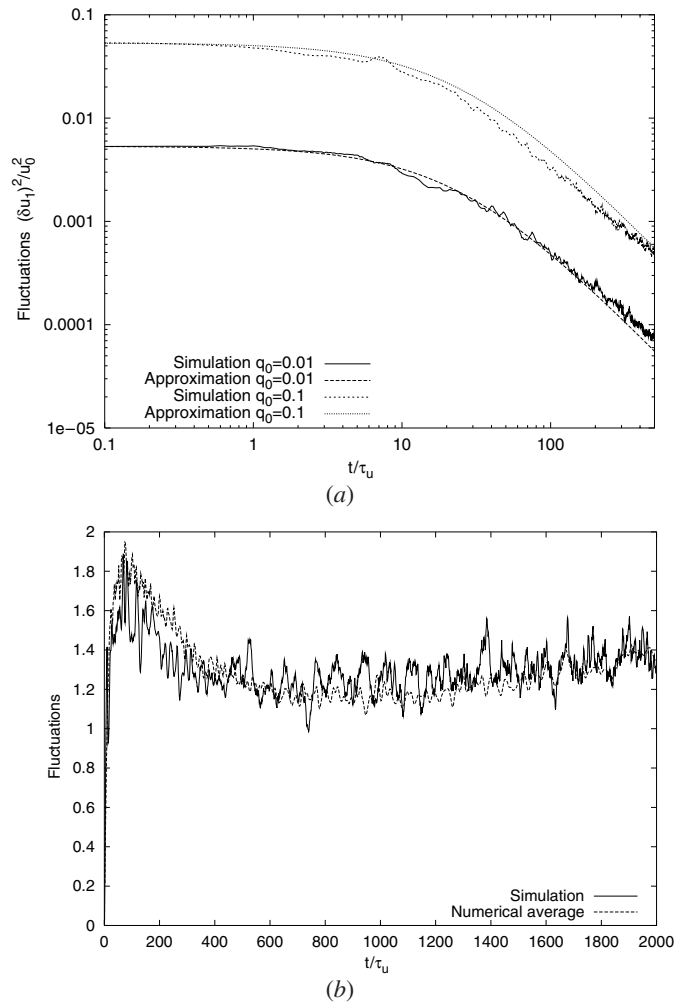 0.1
0.01
0.001
0.0001
1e−05
Fluctuations (δu₁)²/u₀²
Simulation q₀=0.01
Approximation q₀=0.01
Simulation q₀=0.1
Approximation q₀=0.1
0.1 1 10 100
t/τᵤ
(a)
2
1.8
1.6
1.4
1.2
1
0.8
0.6
0.4
0.2
0
Fluctuations
Simulation
Numerical average
0 200 400 600 800 1000 1200 1400 1600 1800 2000
t/τᵤ
(b)